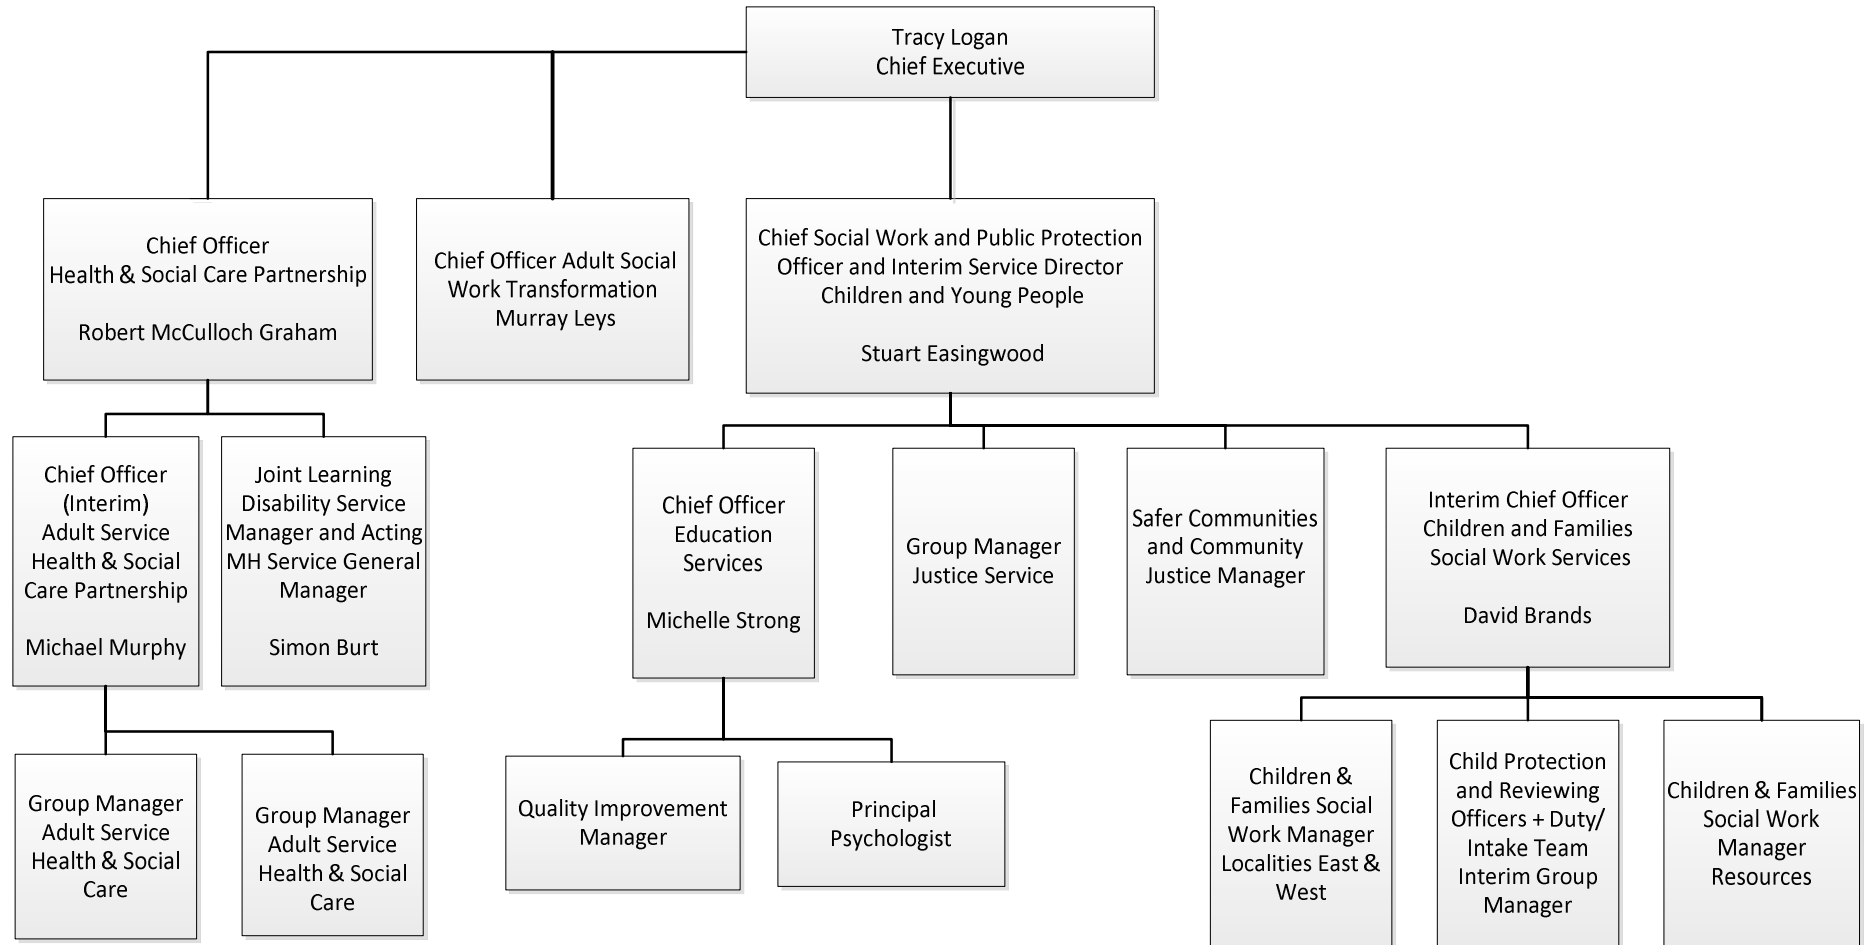 Tracy Logan
Chief Executive
Chief Officer
Health & Social Care Partnership
Robert McCulloch Graham
Chief Officer Adult Social
Work Transformation
Murray Leys
Chief Social Work and Public Protection
Officer and Interim Service Director
Children and Young People
Stuart Easingwood
Chief Officer
(Interim)
Adult Service
Health & Social
Care Partnership
Michael Murphy
Joint Learning
Disability Service
Manager and Acting
MH Service General
Manager
Simon Burt
Chief Officer
Education
Services
Michelle Strong
Group Manager
Justice Service
Safer Communities
and Community
Justice Manager
Interim Chief Officer
Children and Families
Social Work Services
David Brands
Group Manager
Adult Service
Health & Social
Care
Group Manager
Adult Service
Health & Social
Care
Quality Improvement
Manager
Principal
Psychologist
Children &
Families Social
Work Manager
Localities East &
West
Child Protection
and Reviewing
Officers + Duty/
Intake Team
Interim Group
Manager
Children & Families
Social Work
Manager
Resources